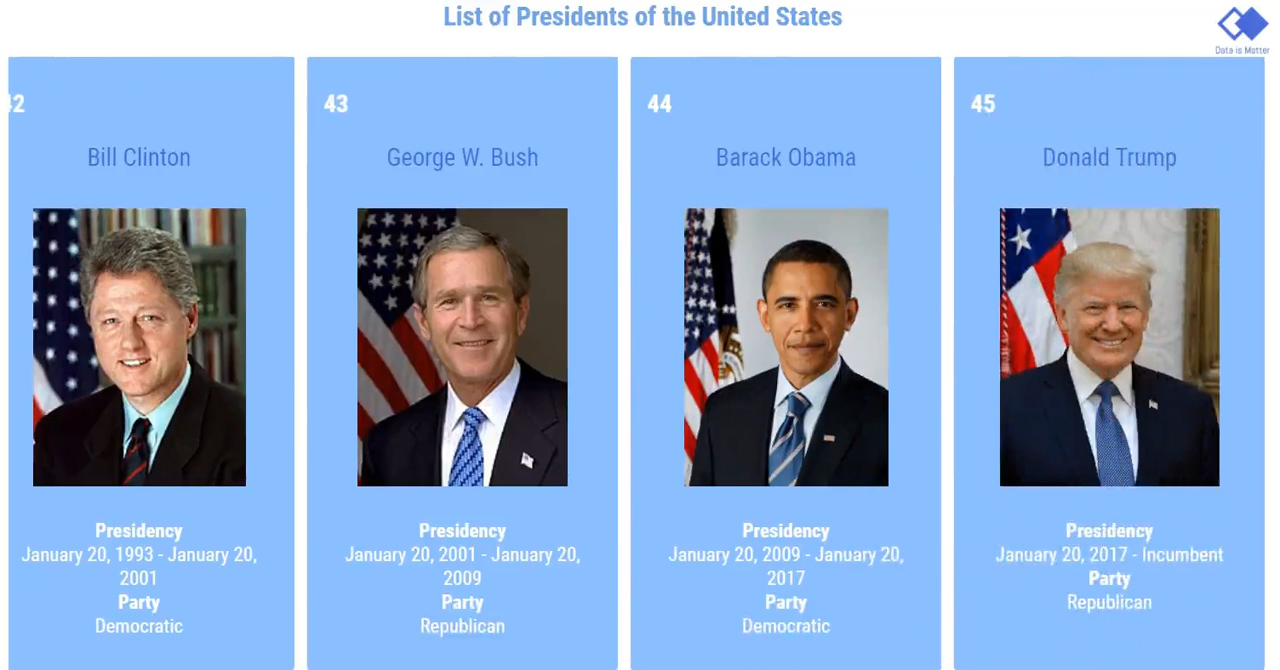 List of Presidents of the United States
Data is Matter
42
Bill Clinton
Presidency
January 20, 1993 - January 20,
2001
Party
Democratic
43
George W. Bush
Presidency
January 20, 2001 - January 20,
2009
Party
Republican
44
Barack Obama
Presidency
January 20, 2009 - January 20,
2017
Party
Democratic
45
Donald Trump
Presidency
January 20, 2017 - Incumbent
Party
Republican